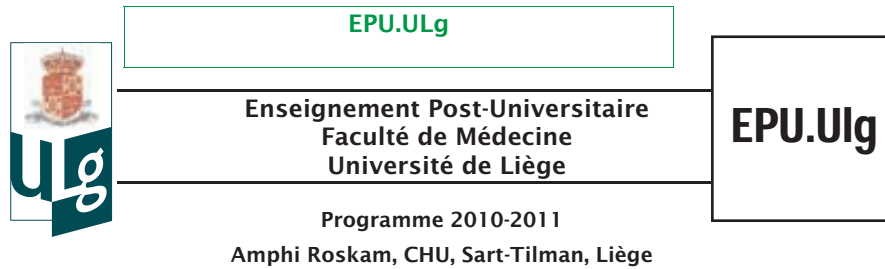 EPU.ULg
ULg
Enseignement Post-Universitaire
Faculté de Médecine
Université de Liège
EPU.Ulg
Programme 2010-2011
Amphi Roskam, CHU, Sart-Tilman, Liège